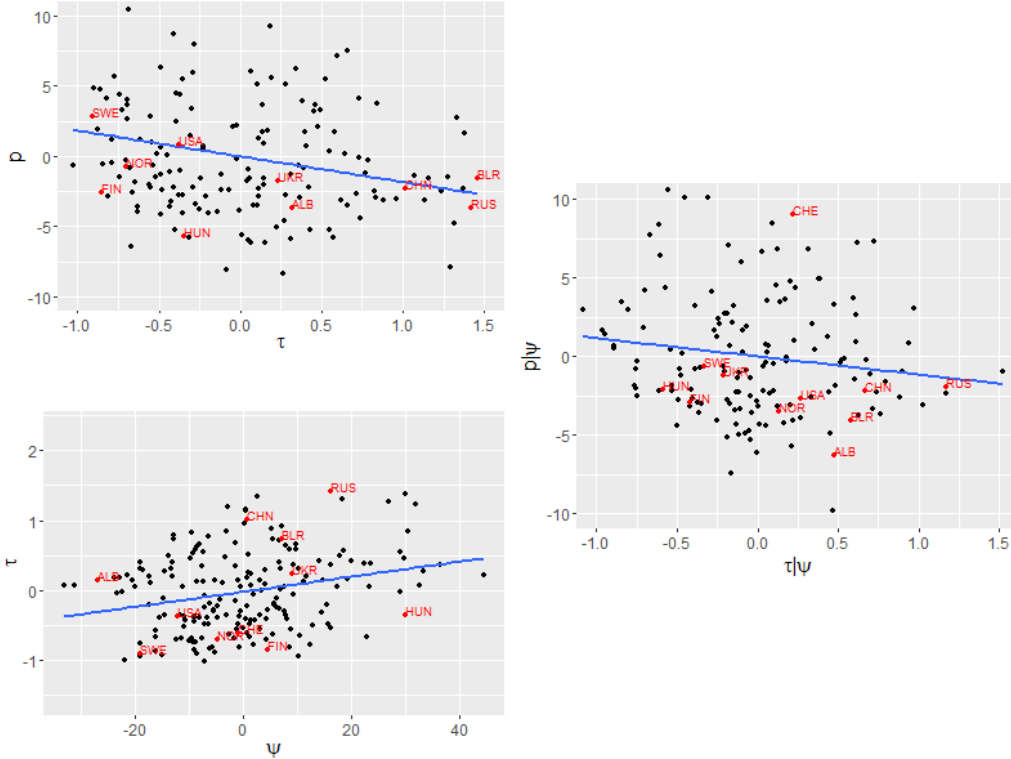 10
5
0
-5
-10
p
SWE
USA
NOR
FIN
UKR
ALB
HUN
CHN
BLR
RUS
-1.0 -0.5 0.0 0.5 1.0 1.5
τ
10
5
0
-5
-10
p|ψ
CHE
SWE
UKR
HUN
FIN
NOR
USA
CHN
RUS
BLR
ALB
-1.0 -0.5 0.0 0.5 1.0 1.5
τ|ψ
2
1
0
-1
τ
RUS
CHN
BLR
UKR
ALB
USA
HUN
NOR
CHE
FIN
SWE
-20 0 20 40
ψ